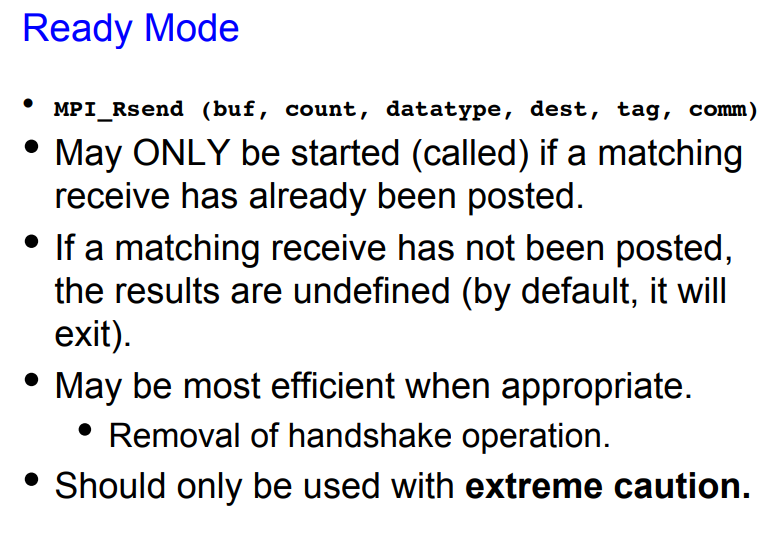 Ready Mode
• MPI_Rsend (buf, count, datatype, dest, tag, comm)
• May ONLY be started (called) if a matching
receive has already been posted.
• If a matching receive has not been posted,
the results are undefined (by default, it will
exit).
• May be most efficient when appropriate.
• Removal of handshake operation.
• Should only be used with extreme caution.